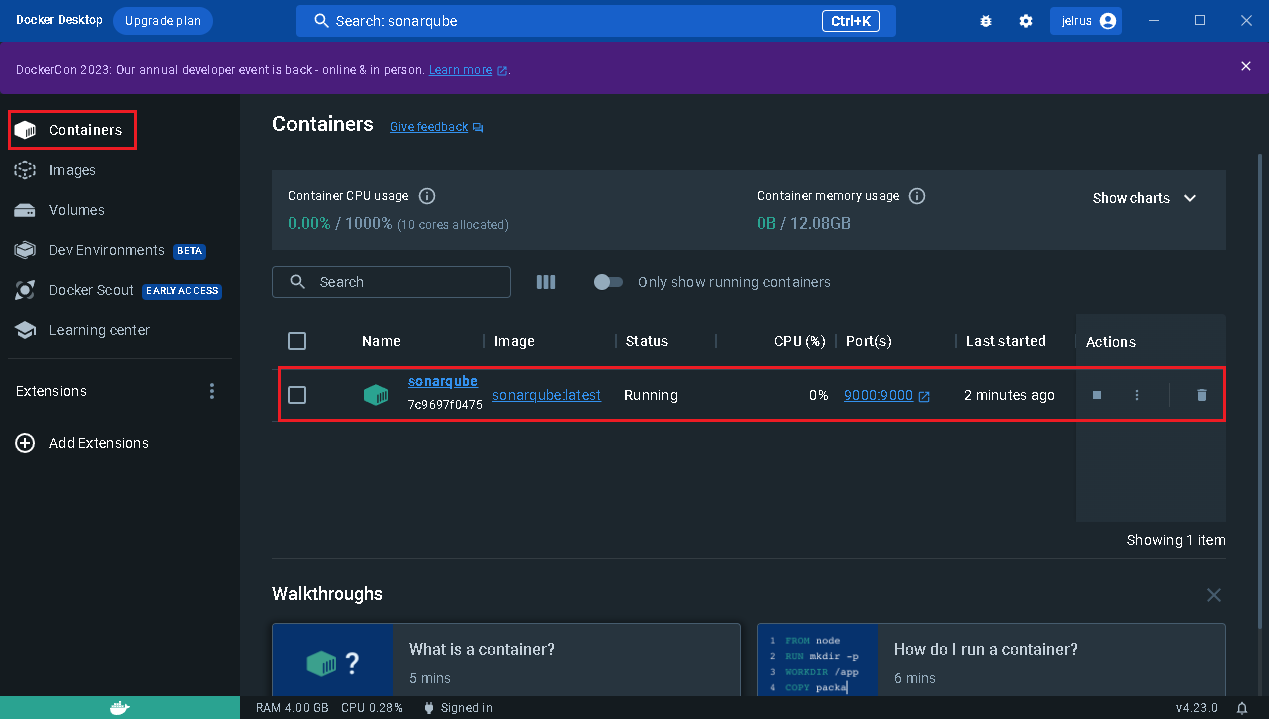 Docker Desktop Upgrade plan Search: sonarqube Ctrl+K jelrus
DockerCon 2023: Our annual developer event is back - online & in person. Learn more .
Containers
Images
Volumes
Dev Environments BETA
Docker Scout EARLY ACCESS
Learning center
Extensions
Add Extensions
Containers Give feedback
Container CPU usage
0.00% / 1000% (10 cores allocated)
Container memory usage
0B / 12.08GB
Show charts
Search Only show running containers
Name Image Status CPU (%) Port(s) Last started Actions
sonarqube
7c9697f0475 sonarqube:latest Running 0% 9000:9000 2 minutes ago
Showing 1 item
Walkthroughs
?
What is a container?
5 mins
1 FROM node
2 RUN mkdir -p
3 WORKDIR /app
4 COPY packa
How do I run a container?
6 mins
RAM 4.00 GB CPU 0.28% Signed in v4.23.0